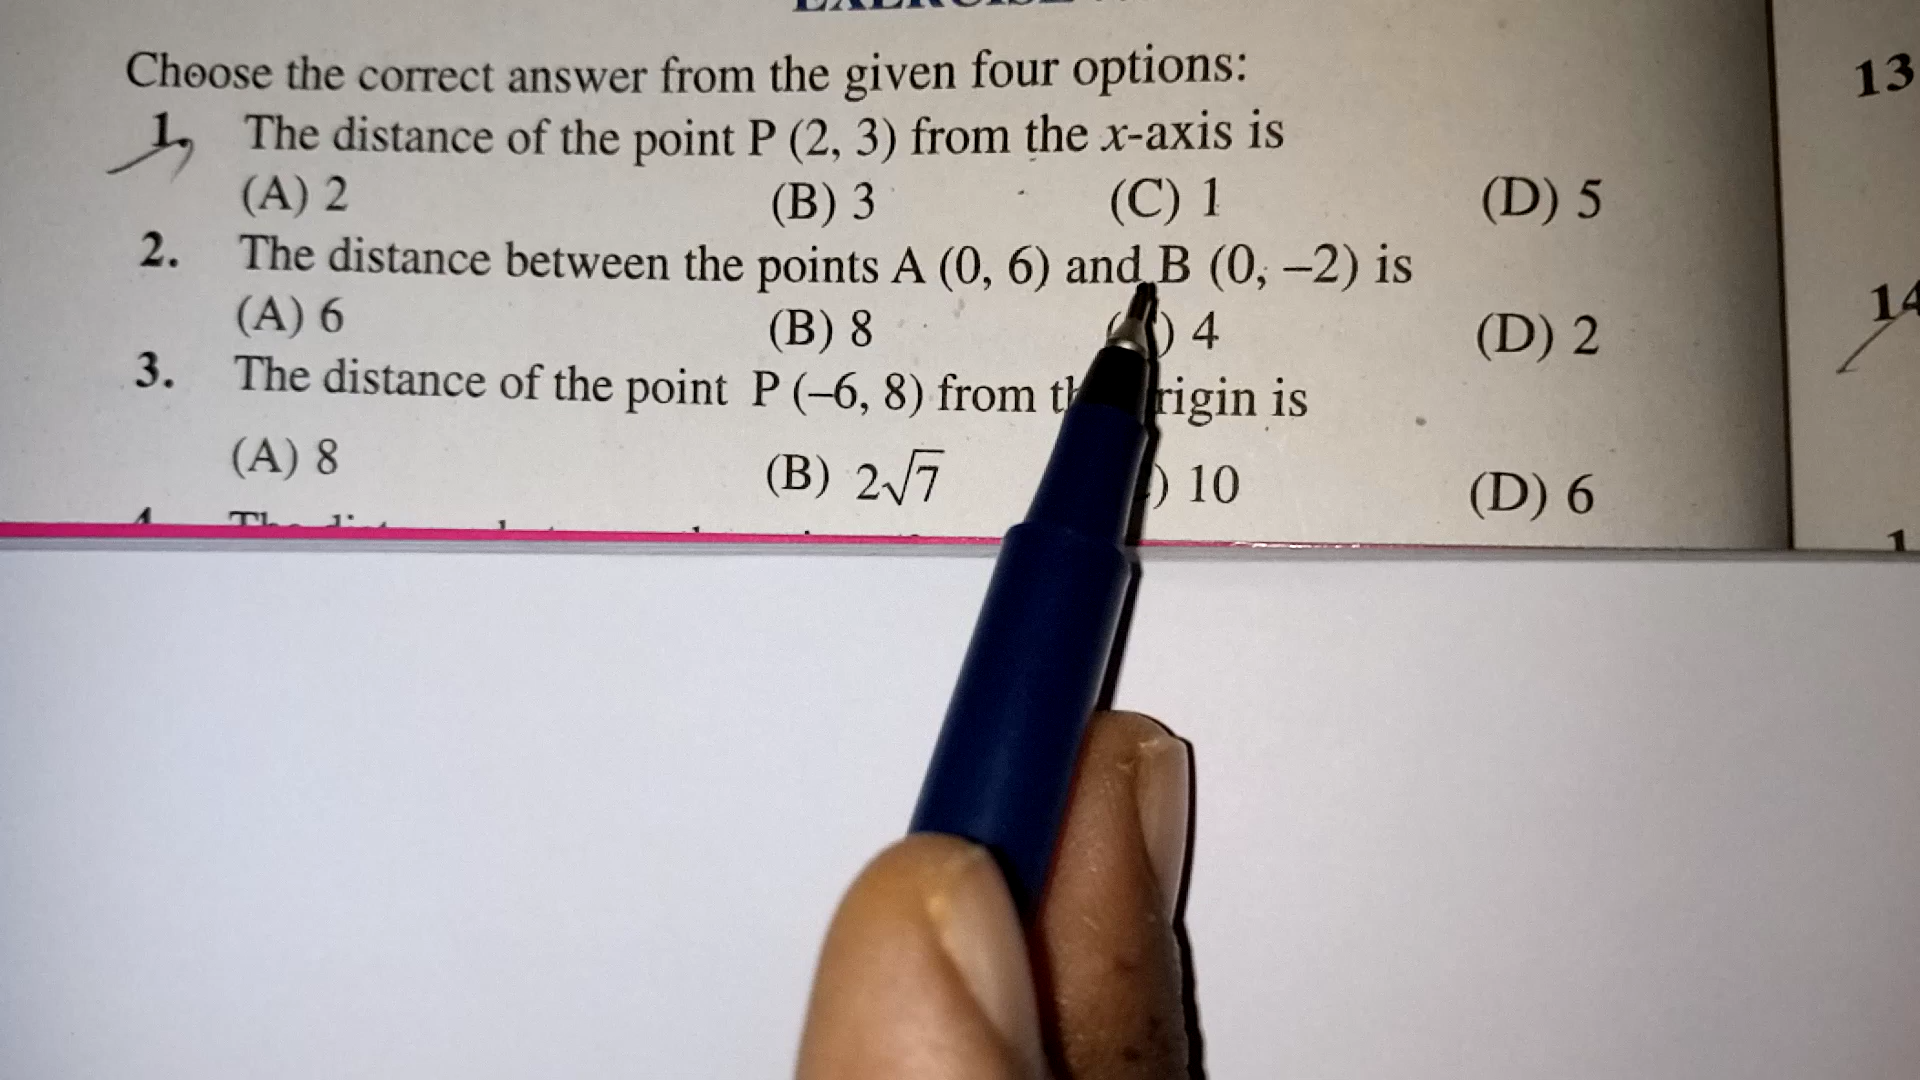 Choose the correct answer from the given four options:
1. The distance of the point P (2, 3) from the x-axis is
(A) 2 (B) 3 (C) 1 (D) 5
2. The distance between the points A (0, 6) and B (0, –2) is
(A) 6 (B) 8 ) 4 (D) 2
3. The distance of the point P (–6, 8) from is
(A) 8 (B) 2√7 ) 10 (D) 6
13
14